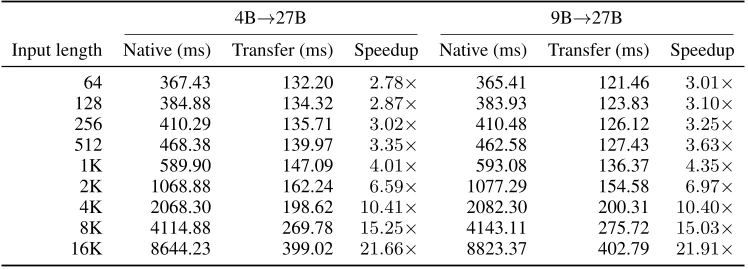 4B→27B 9B→27B
Input length Native (ms) Transfer (ms) Speedup Native (ms) Transfer (ms) Speedup
64 367.43 132.20 2.78× 365.41 121.46 3.01×
128 384.88 134.32 2.87× 383.93 123.83 3.10×
256 410.29 135.71 3.02× 410.48 126.12 3.25×
512 468.38 139.97 3.35× 462.58 127.43 3.63×
1K 589.90 147.09 4.01× 593.08 136.37 4.35×
2K 1068.88 162.24 6.59× 1077.29 154.58 6.97×
4K 2068.30 198.62 10.41× 2082.30 200.31 10.40×
8K 4114.88 269.78 15.25× 4143.11 275.72 15.03×
16K 8644.23 399.02 21.66× 8823.37 402.79 21.91×